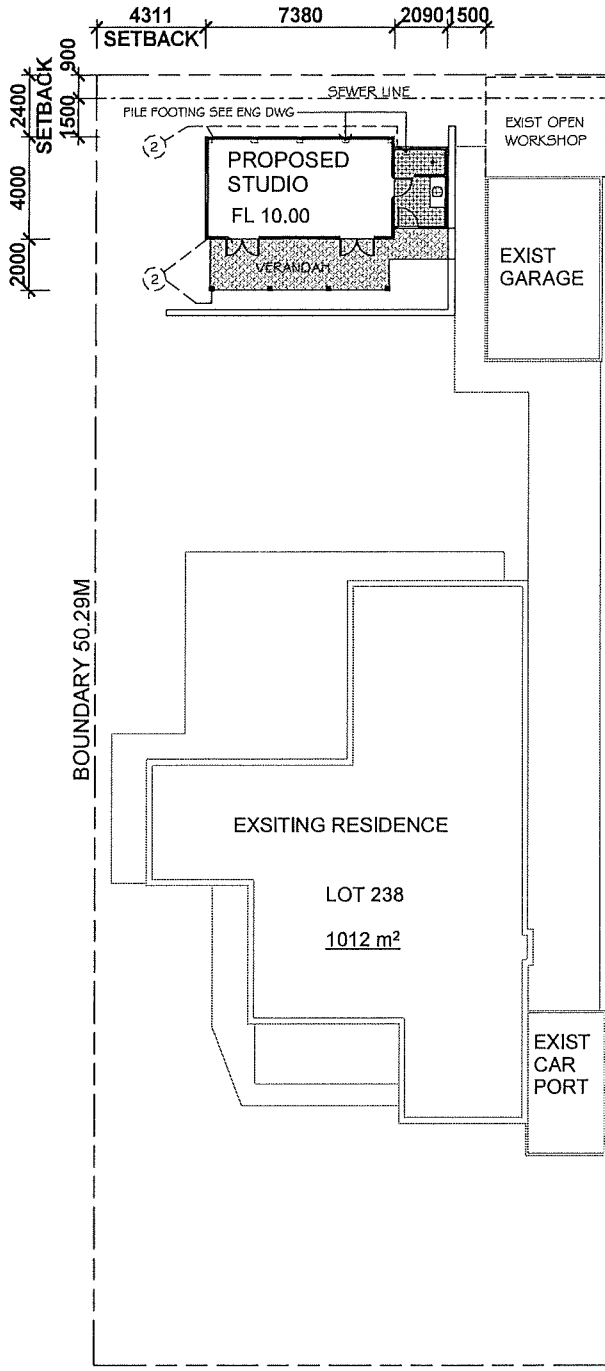 4311 7380 2090 1500
SETBACK
900
2400
SETBACK
1500
4000
2000
SEWER LINE
PILE FOOTING SEE ENG DWG
EXIST OPEN
WORKSHOP
2
PROPOSED
STUDIO
FL 10.00
EXIST
GARAGE
2
VERANDAH
BOUNDARY 50.29M
EXSITING RESIDENCE
LOT 238
1012 m²
EXIST
CAR
PORT